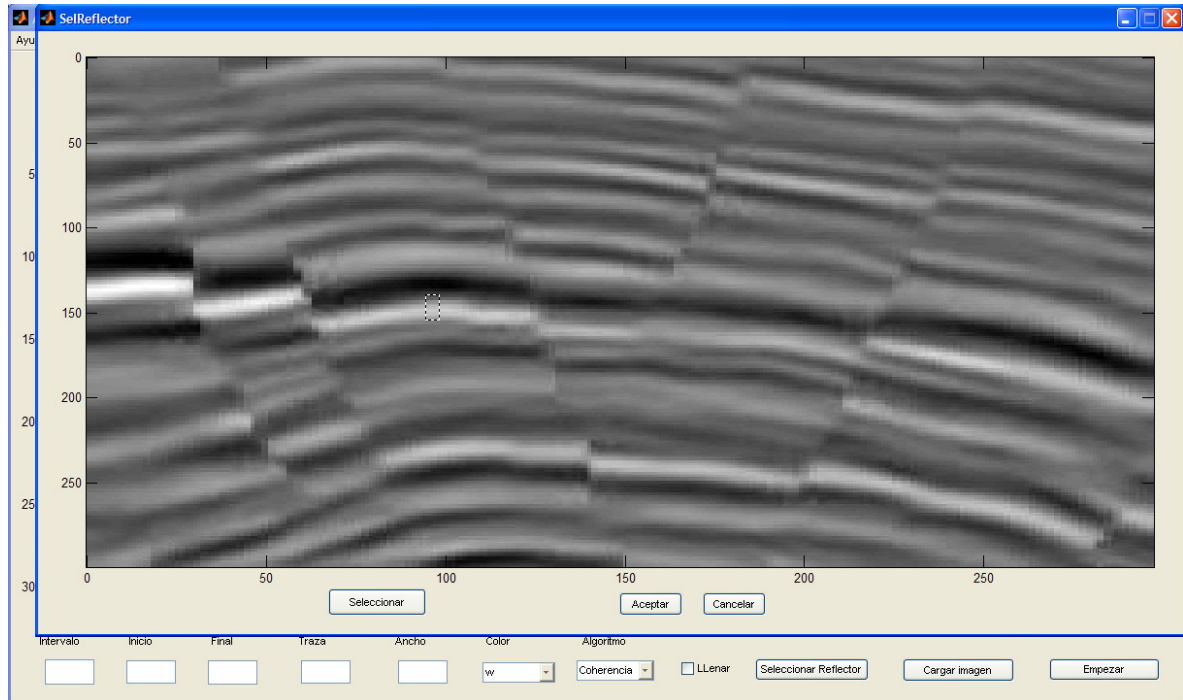 SelReflector
Ayu
0
50
100
150
200
250
0 50 100 150 200 250
5
10
15
20
25
30
Seleccionar Aceptar Cancelar
Intervalo Inicio Final Traza Ancho Color Algoritmo
w Coherencia LLenar Seleccionar Reflector Cargar imagen Empezar